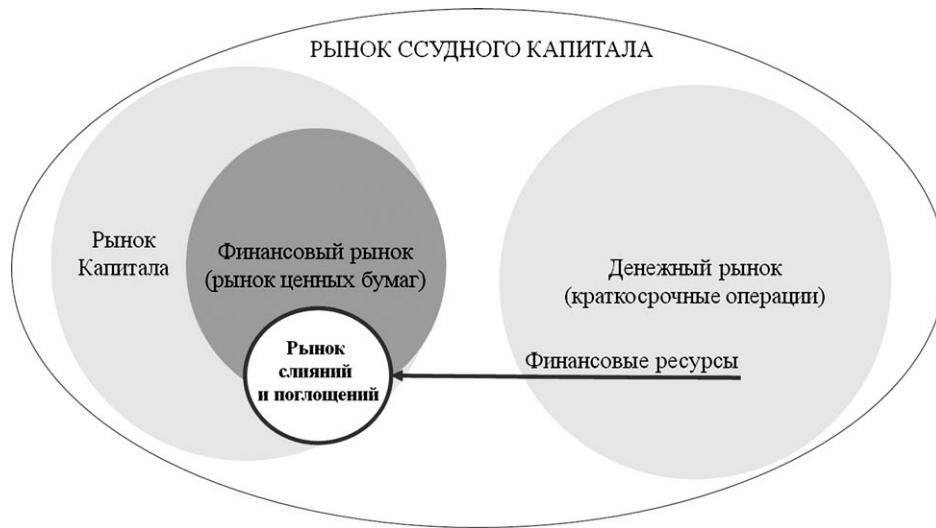 РЫНОК ССУДНОГО КАПИТАЛА
Рынок
Капитала
Финансовый рынок
(рынок ценных бумаг)
Рынок
слияний
и поглощений
Денежный рынок
(краткосрочные операции)
Финансовые ресурсы